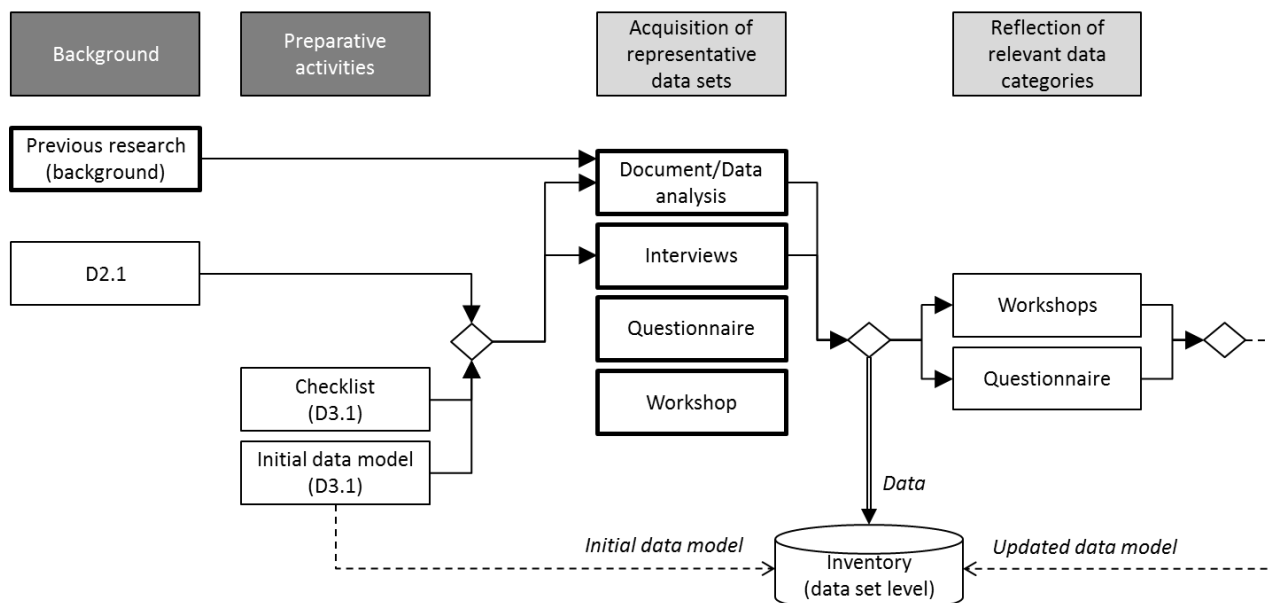 Background
Preparative
activities
Acquisition of
representative
data sets
Reflection of
relevant data
categories
Previous research
(background)
Document/Data
analysis
D2.1
Interviews
Workshops
Questionnaire
Questionnaire
Checklist
(D3.1)
Workshop
Initial data model
(D3.1)
Data
Initial data model
Inventory
(data set level)
Updated data model